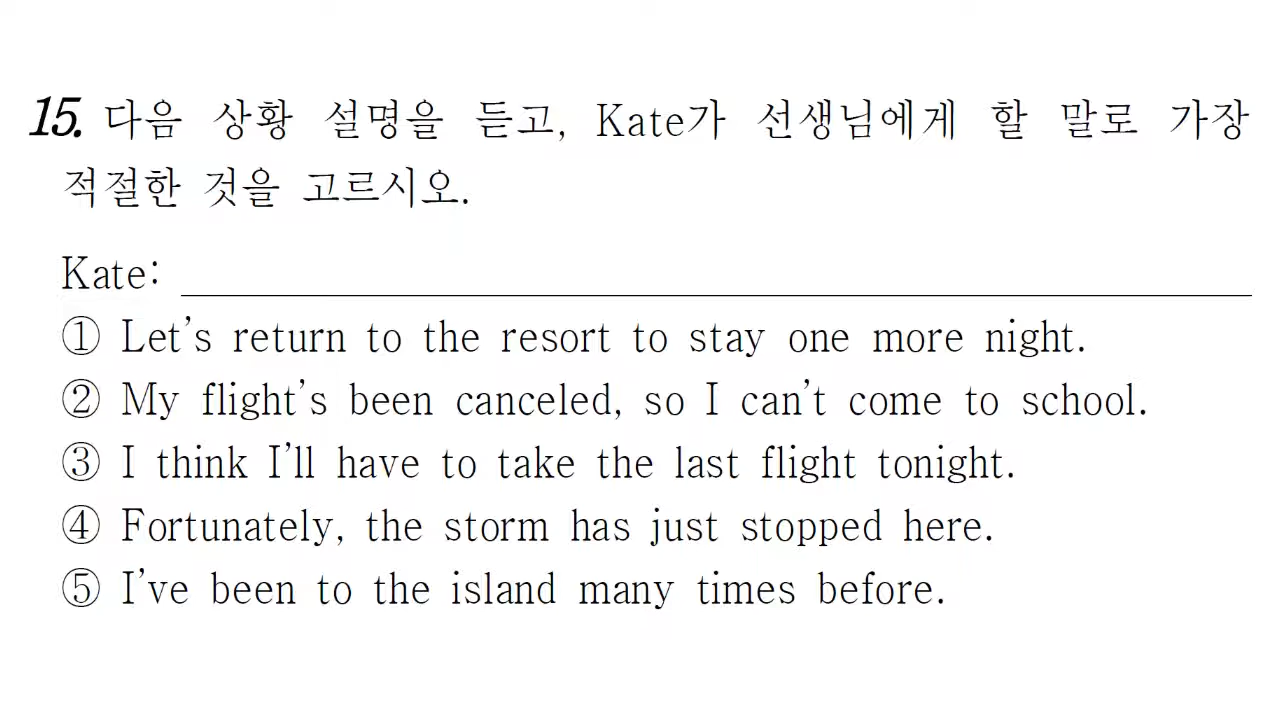 15. 다음 상황 설명을 듣고, Kate가 선생님에게 할 말로 가장
적절한 것을 고르시오.
Kate:
① Let's return to the resort to stay one more night.
② My flight's been canceled, so I can't come to school.
③ I think I'll have to take the last flight tonight.
④ Fortunately, the storm has just stopped here.
⑤ I've been to the island many times before.